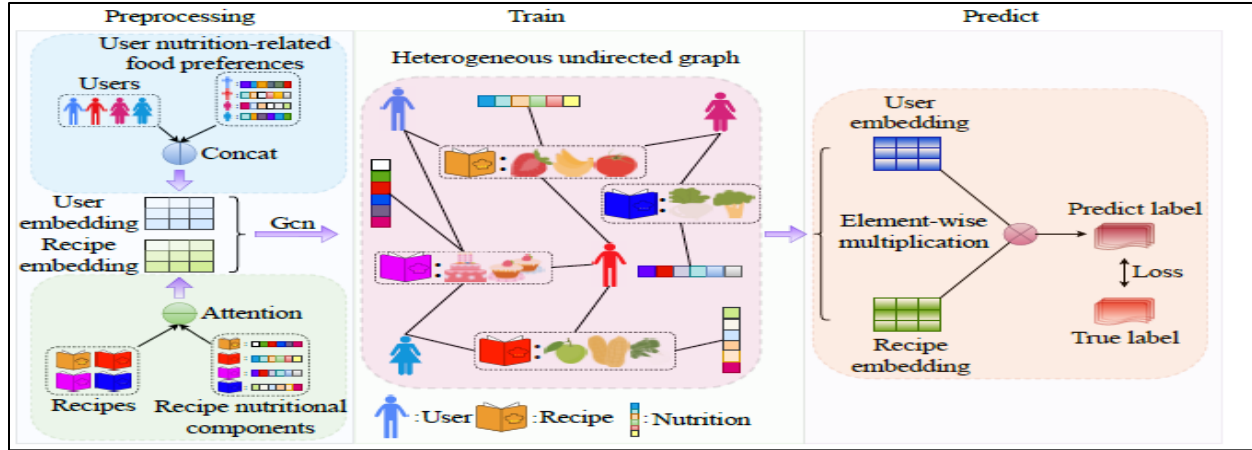 Preprocessing
Train
Predict
User nutrition-related
food preferences
Users
Concat
User
embedding
Recipe
embedding
Gcn
Attention
Recipes
Recipe nutritional
components
Heterogeneous undirected graph
:User
:Recipe
:Nutrition
User
embedding
Element-wise
multiplication
Recipe
embedding
Predict label
Loss
True label